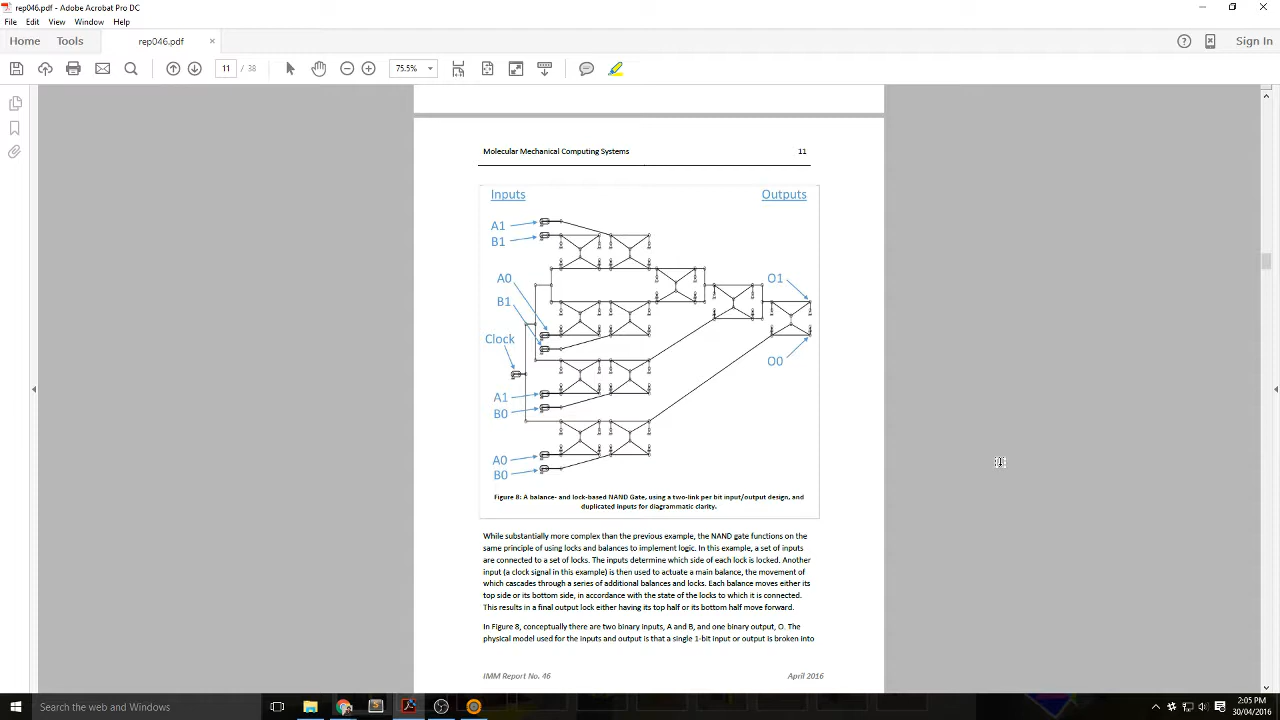 rep046.pdf - Adobe Acrobat Pro DC
File Edit View Window Help
Home Tools rep046.pdf × Sign In
11 / 38 75.5%
Molecular Mechanical Computing Systems 11
Inputs Outputs
A1
B1
A0 O1
B1
Clock
O0
A1
B0
A0
B0
Figure 8: A balance- and lock-based NAND Gate, using a two-link per bit input/output design, and
duplicated inputs for diagrammatic clarity.
While substantially more complex than the previous example, the NAND gate functions on the
same principle of using locks and balances to implement logic. In this example, a set of inputs
are connected to a set of locks. The inputs determine which side of each lock is locked. Another
input (a clock signal in this example) is then used to actuate a main balance, the movement of
which cascades through a series of additional balances and locks. Each balance moves either its
top side or its bottom side, in accordance with the state of the locks to which it is connected.
This results in a final output lock either having its top half or its bottom half move forward.
In Figure 8, conceptually there are two binary inputs, A and B, and one binary output, O. The
physical model used for the inputs and output is that a single 1-bit input or output is broken into
IMM Report No. 46 April 2016
Search the web and Windows
2:05 PM
30/04/2016